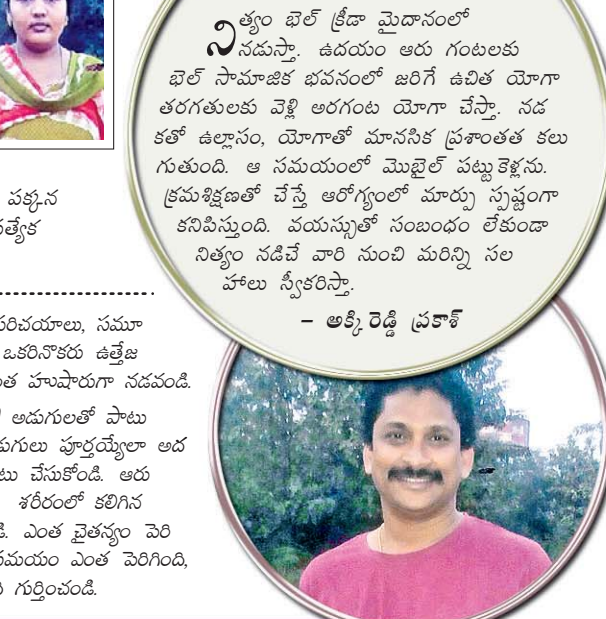 నిత్యం భెల్ క్రీడా మైదానంలో
నడుస్తా. ఉదయం ఆరు గంటలకు
భెల్ సామాజిక భవనంలో జరిగే ఉచిత యోగా
తరగతులకు వెళ్లి అరగంట యోగా చేస్తా. నడ
కతో ఉల్లాసం, యోగాతో మానసిక ప్రశాంతత కలు
గుతుంది. ఆ సమయంలో మొబైల్ పట్టుకెళ్లను.
క్రమశిక్షణతో చేస్తే ఆరోగ్యంలో మార్పు స్పష్టంగా
కనిపిస్తుంది. వయస్సుతో సంబంధం లేకుండా
నిత్యం నడిచే వారి నుంచి మరిన్ని సల
హాలు స్వీకరిస్తా.
– అక్కిరెడ్డి ప్రకాశ్
పక్కన
త్యేక
పరిచయాలు, సమూ
ఒకరినొకరు ఉత్తేజ
ంత హుషారుగా నడవండి.
అడుగులతో పాటు
డుగులు పూర్తయ్యేలా అద
టు చేసుకోండి. ఆరు
శరీరంలో కలిగిన
డి. ఎంత చైతన్యం పెరి
సమయం ఎంత పెరిగింది,
గుర్తించండి.